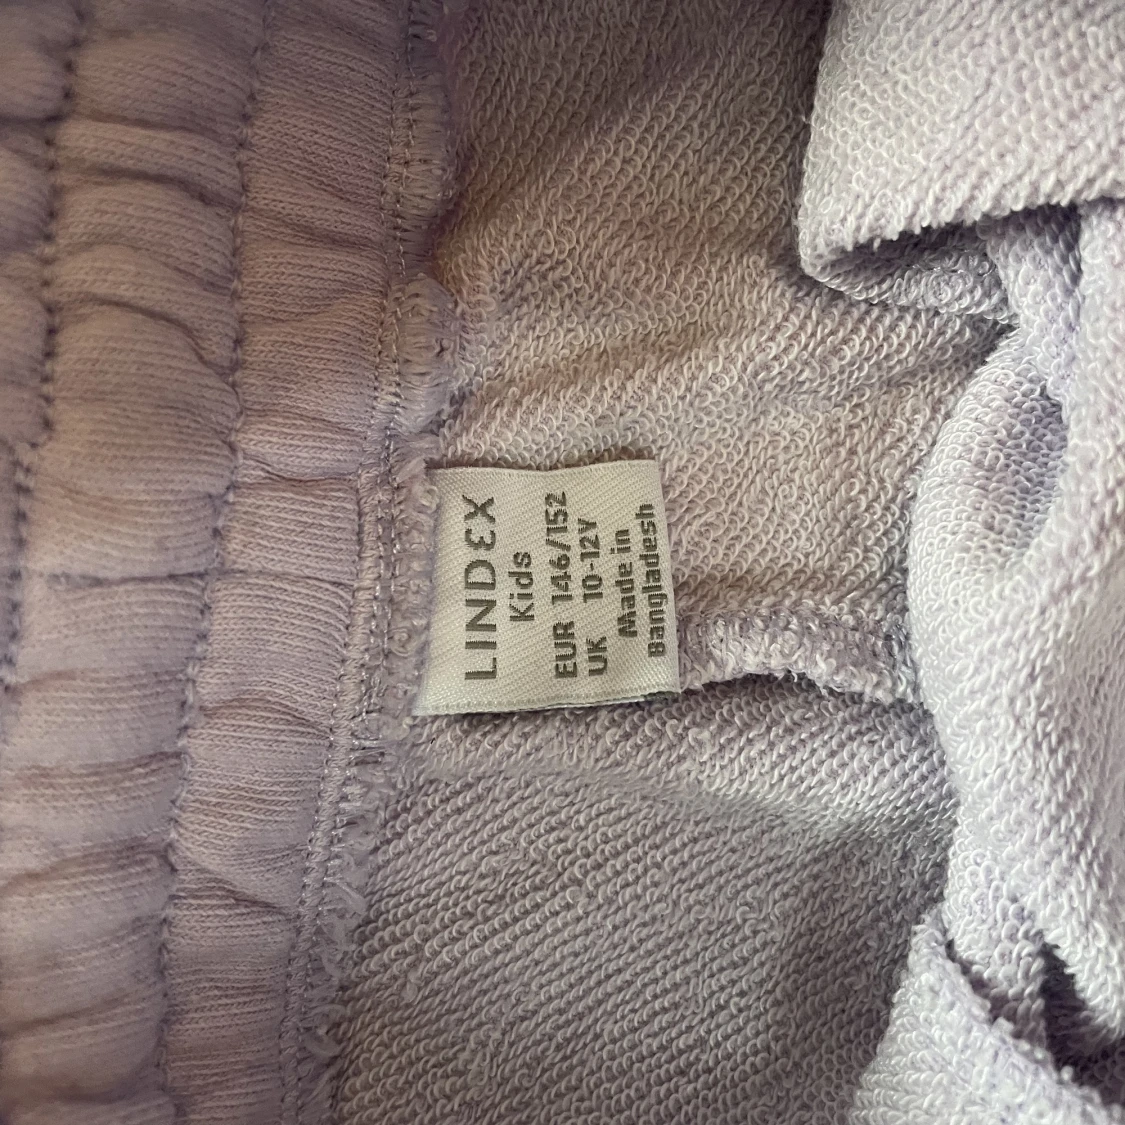 LINDEX
Kids
EUR 146/152
UK 10-12Y
Made in
Bangladesh